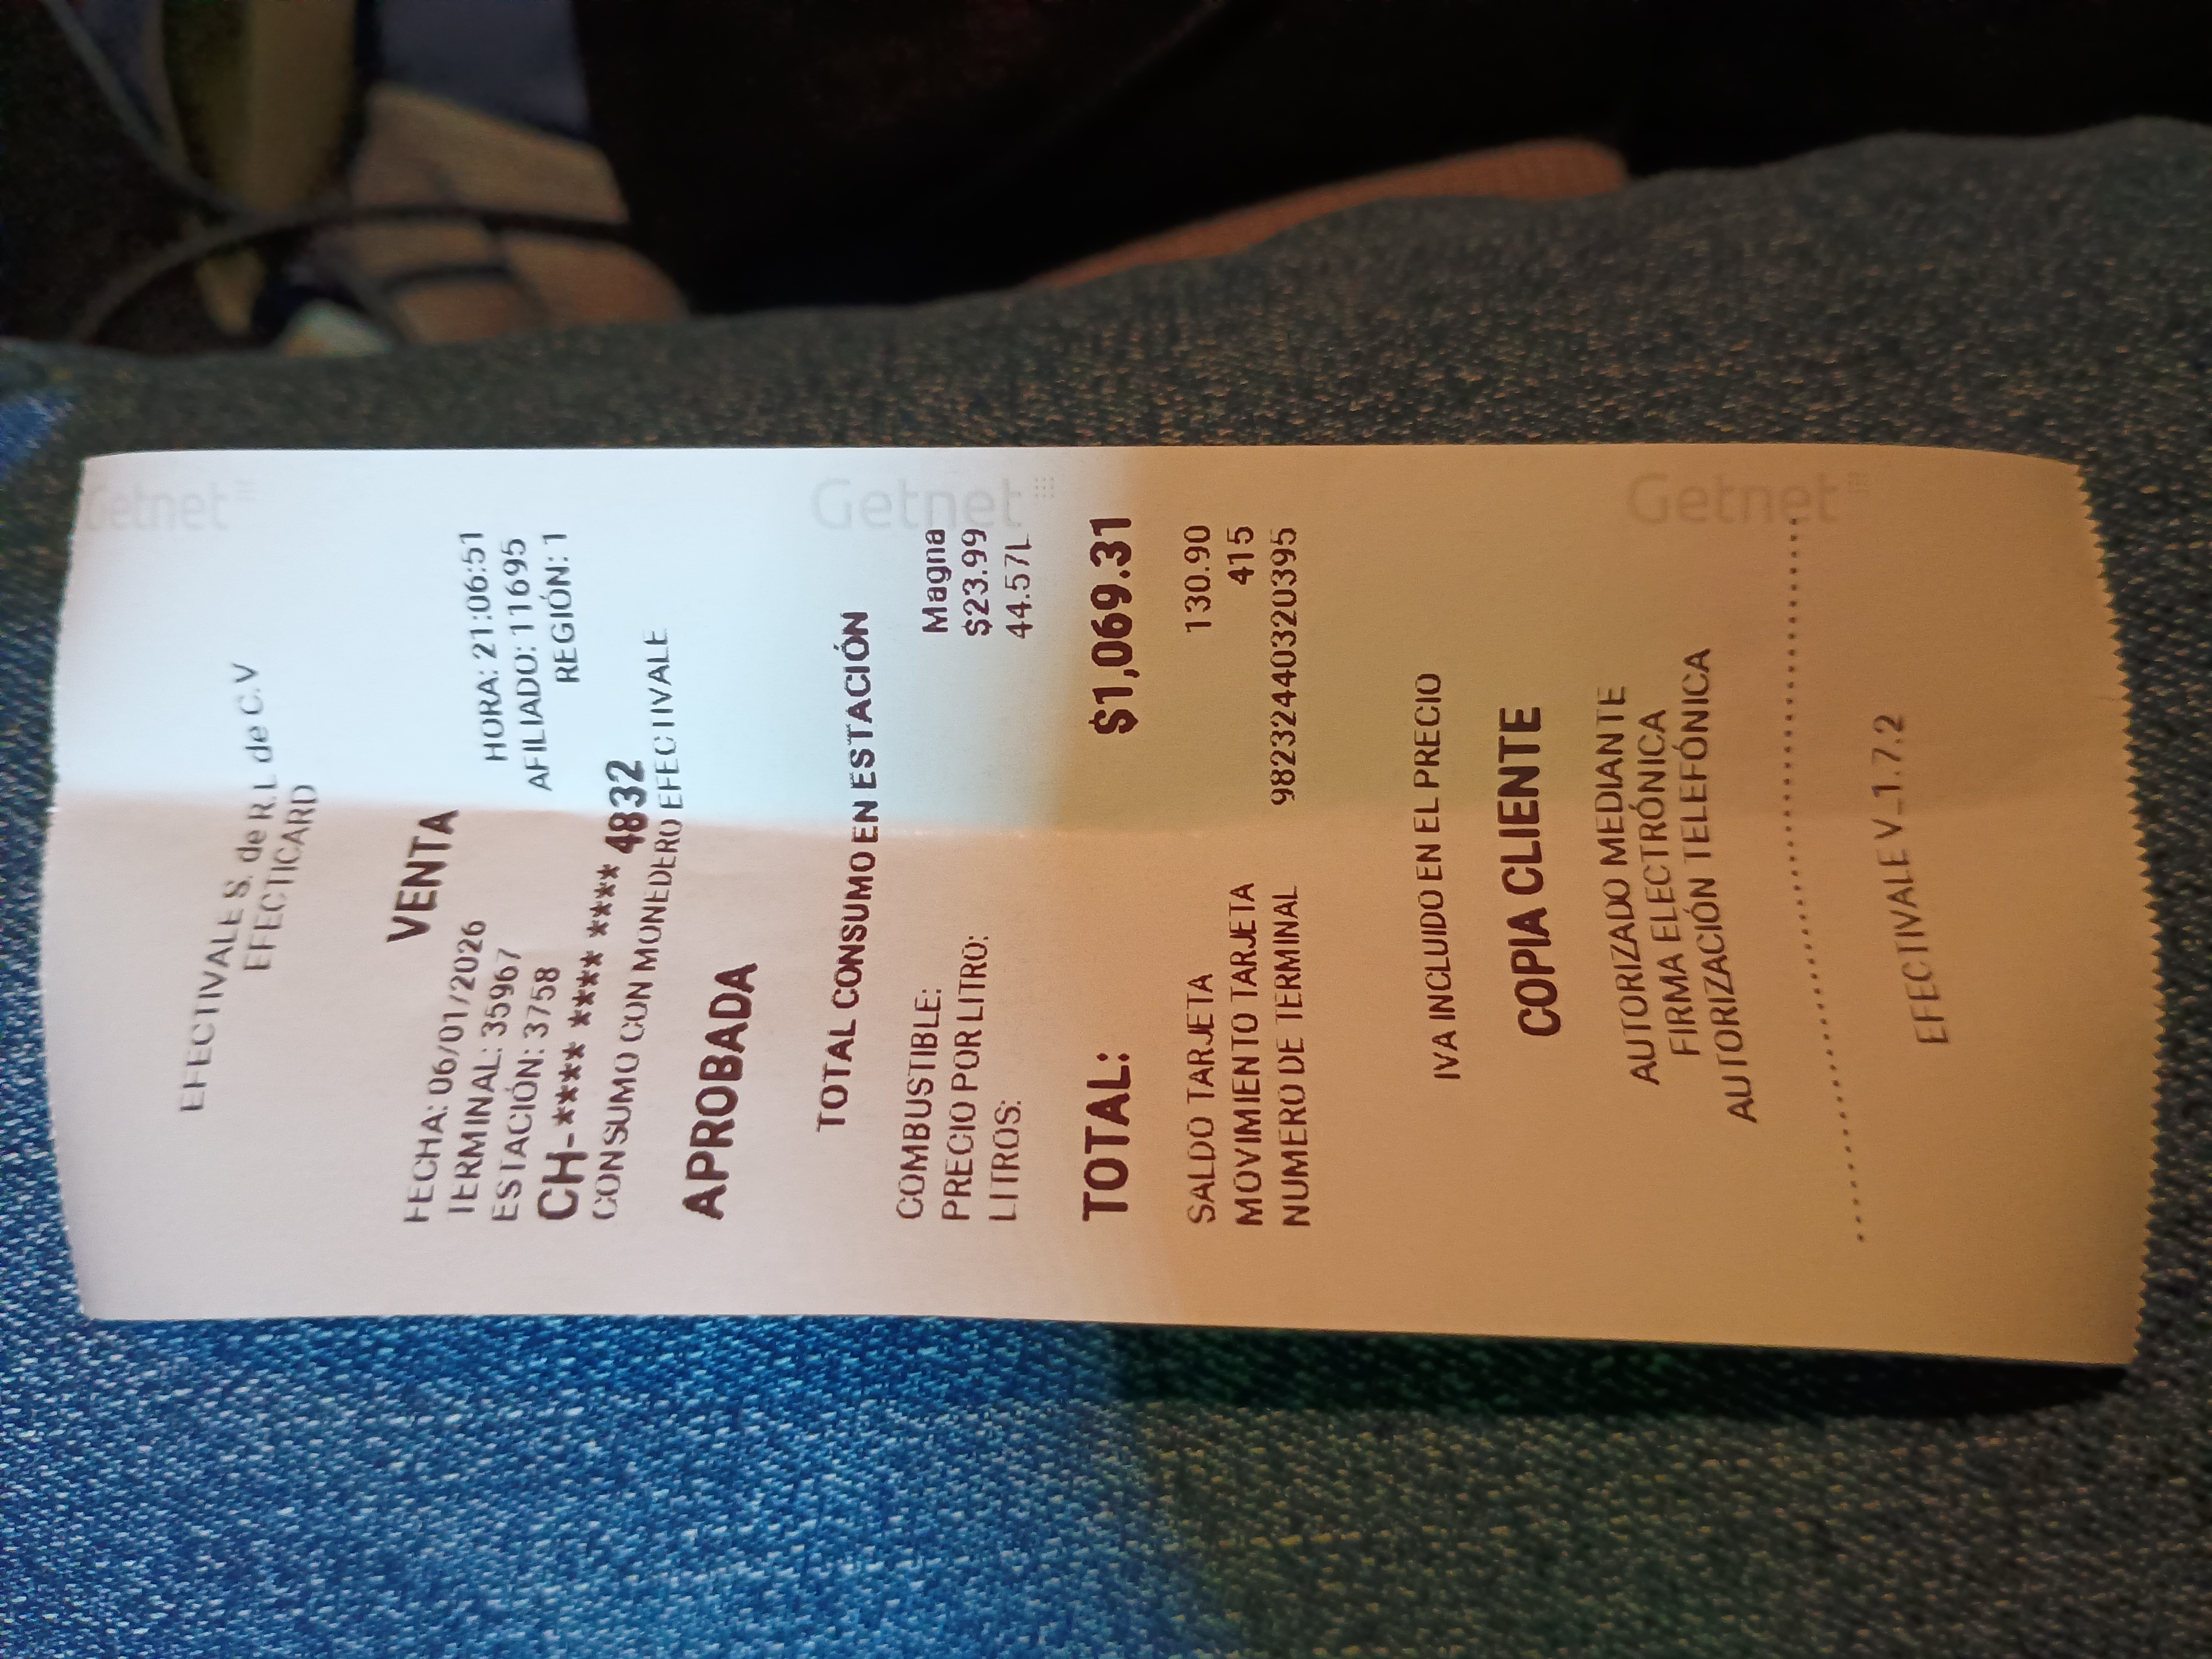 Getnet
EFECTIVALE S. de R.L de C.V
EFECTICARD
VENTA
FECHA: 06/01/2026 HORA: 21:06:51
TERMINAL: 35967 AFILIADO: 11695
ESTACIÓN: 3758 REGIÓN: 1
CH-**** **** **** 4832
CONSUMO CON MONEDERO EFECTIVALE
APROBADA
TOTAL CONSUMO EN ESTACIÓN
Getnet
COMBUSTIBLE: Magna
PRECIO POR LITRO: $23.99
LITROS: 44.57L
TOTAL: $1,069.31
SALDO TARJETA 130.90
MOVIMIENTO TARJETA 415
NUMERO DE TERMINAL 9823244032­0395
IVA INCLUIDO EN EL PRECIO
COPIA CLIENTE
AUTORIZADO MEDIANTE
FIRMA ELECTRÓNICA
AUTORIZACIÓN TELEFÓNICA
Getnet
EFECTIVALE V_1.7.2